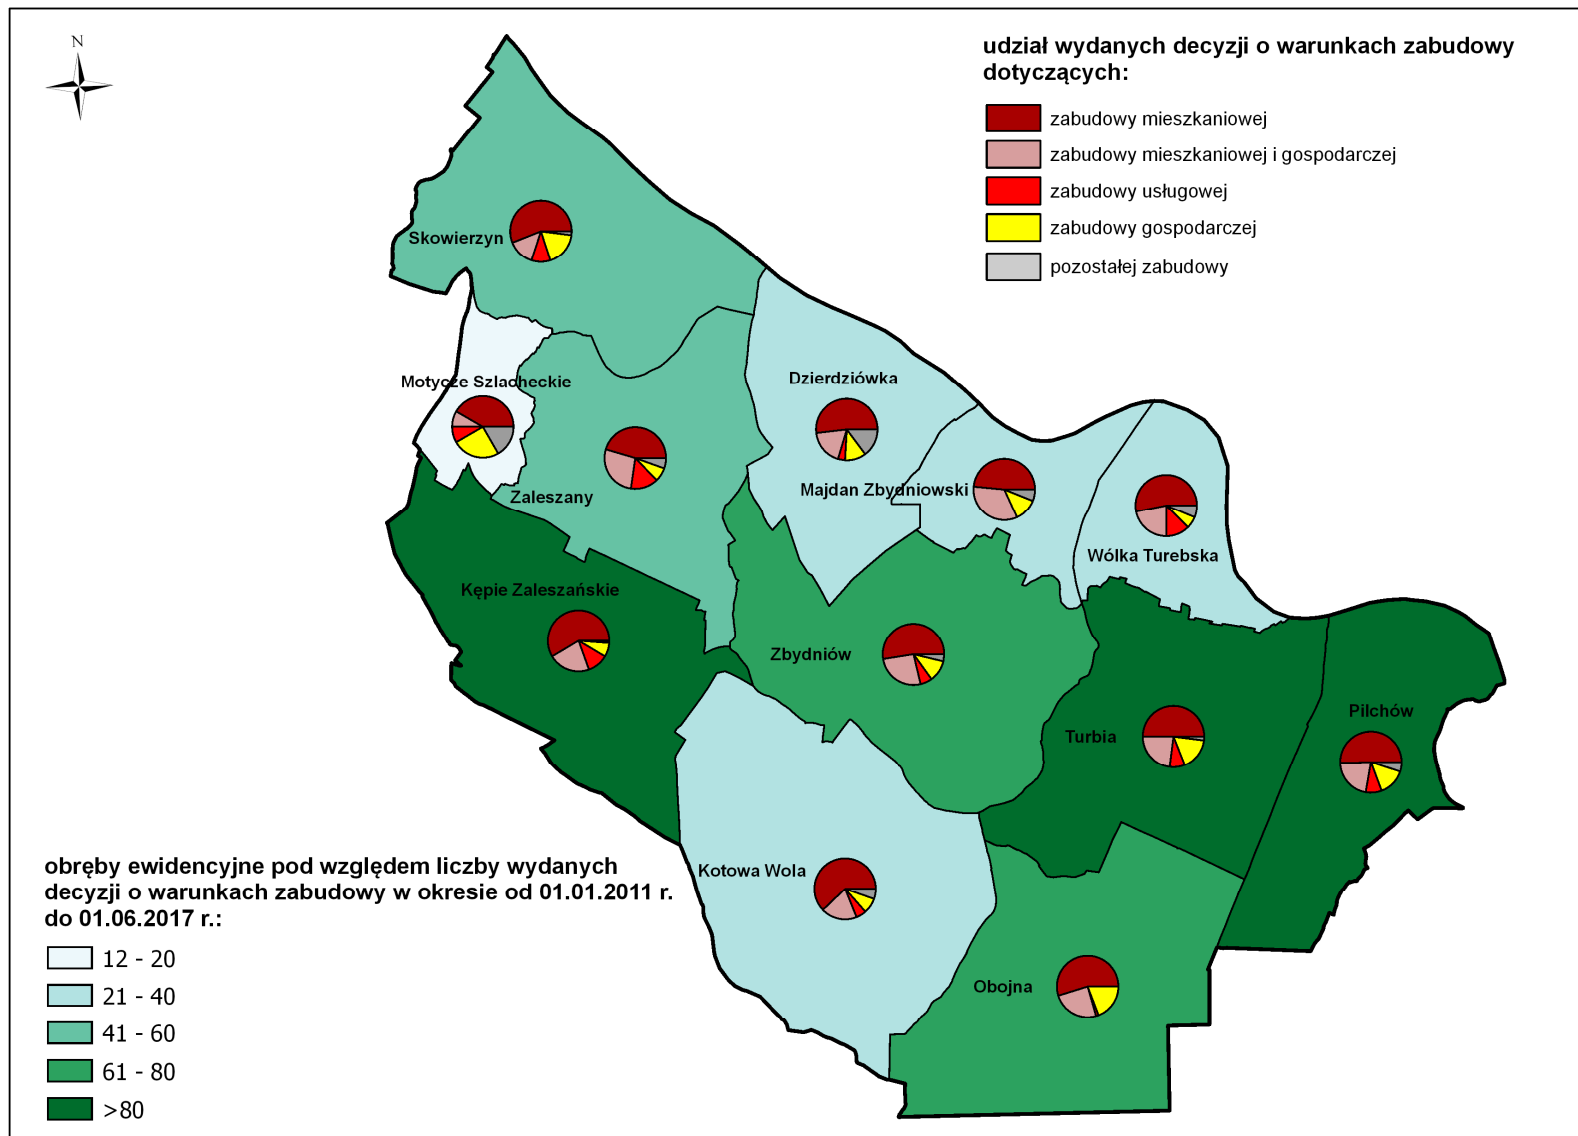 N
udział wydanych decyzji o warunkach zabudowy
dotyczących:
zabudowy mieszkaniowej
zabudowy mieszkaniowej i gospodarczej
zabudowy usługowej
zabudowy gospodarczej
pozostałej zabudowy
Skowierzyn
Motycze Szlacheckie
Dzierdziówka
Zaleszany
Majdan Zbydniowski
Wólka Turebska
Kępie Zaleszańskie
Zbydniów
Turbia
Pilchów
Kotowa Wola
Obojna
obręby ewidencyjne pod względem liczby wydanych
decyzji o warunkach zabudowy w okresie od 01.01.2011 r.
do 01.06.2017 r.:
12 - 20
21 - 40
41 - 60
61 - 80
>80